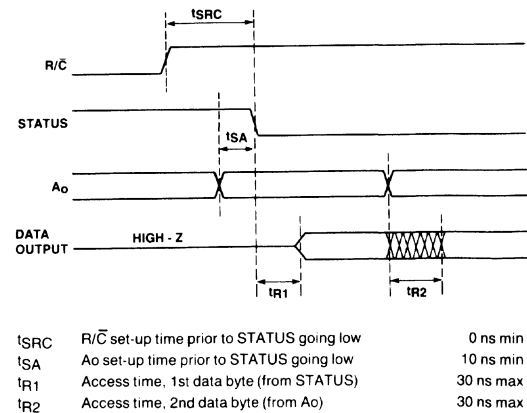 tSRC
R/C̅
STATUS
tSA
Ao
DATA
OUTPUT
HIGH - Z
tR1
tR2
tSRC R/C̅ set-up time prior to STATUS going low 0 ns min
tSA Ao set-up time prior to STATUS going low 10 ns min
tR1 Access time, 1st data byte (from STATUS) 30 ns max
tR2 Access time, 2nd data byte (from Ao) 30 ns max